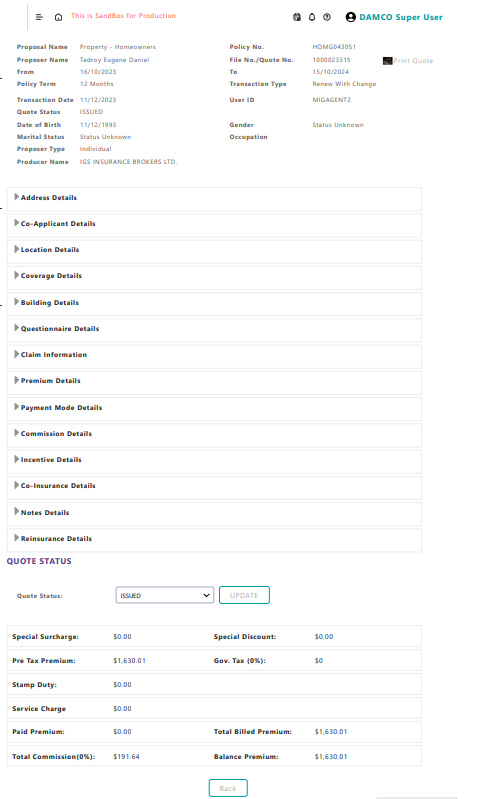 This is SandBox for Production
DAMCO Super User
Proposal Name Property - Homeowners Policy No. HOMG043051
Proposer Name Tedroy Eugene Daniel File No./Quote No. 1000023315 Print Quote
From 16/10/2023 To 15/10/2024
Policy Term 12 Months Transaction Type Renew With Change
Transaction Date 11/12/2023 User ID MIGAGENT2
Quote Status ISSUED
Date of Birth 11/12/1993 Gender Status Unknown
Marital Status Status Unknown Occupation
Proposer Type Individual
Producer Name IGS INSURANCE BROKERS LTD.
Address Details
Co-Applicant Details
Location Details
Coverage Details
Building Details
Questionnaire Details
Claim Information
Premium Details
Payment Mode Details
Commission Details
Incentive Details
Co-Insurance Details
Notes Details
Reinsurance Details
QUOTE STATUS
Quote Status: ISSUED UPDATE
Special Surcharge: $0.00 Special Discount: $0.00
Pre Tax Premium: $1,630.01 Gov. Tax (0%): $0
Stamp Duty: $0.00
Service Charge $0.00
Paid Premium: $0.00 Total Billed Premium: $1,630.01
Total Commission(0%): $191.64 Balance Premium: $1,630.01
Back